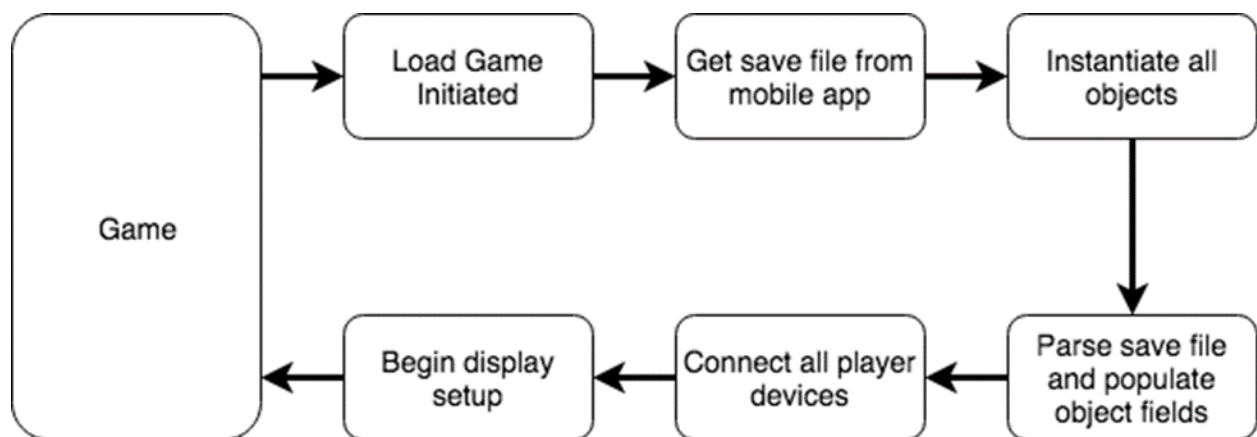 Game
Load Game
Initiated
Get save file from
mobile app
Instantiate all
objects
Parse save file
and populate
object fields
Connect all player
devices
Begin display
setup